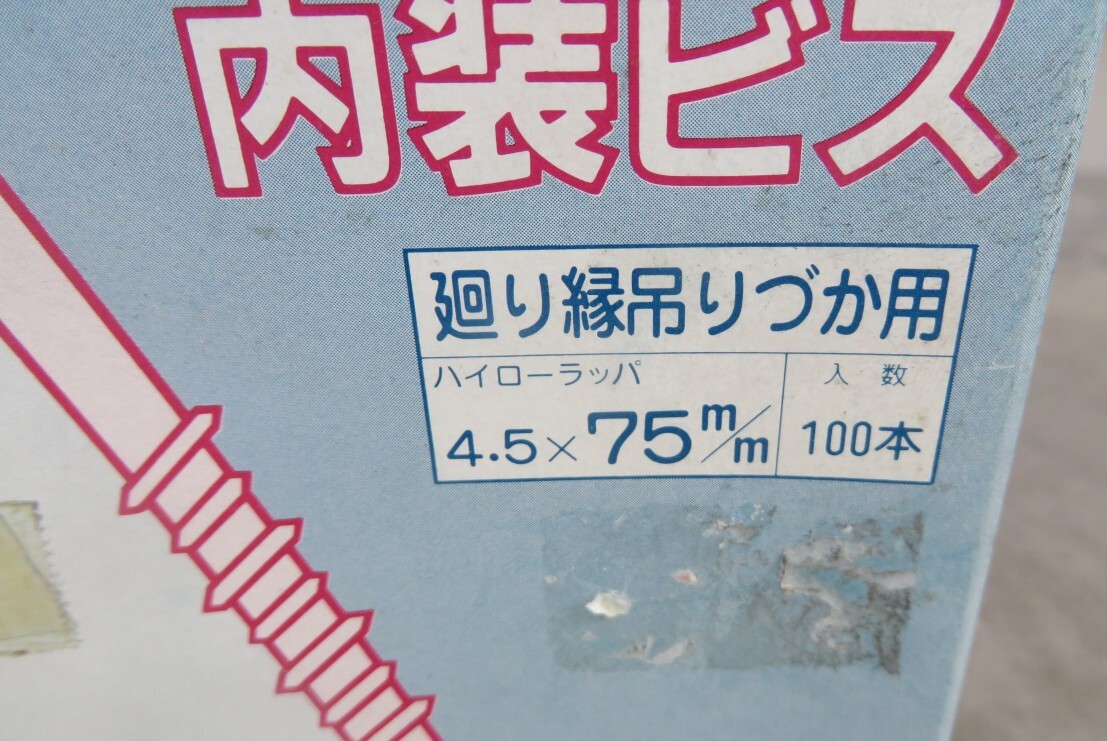 内装ビス
廻り縁吊りづか用
ハイローラッパ
4.5×75m/m
入数
100本